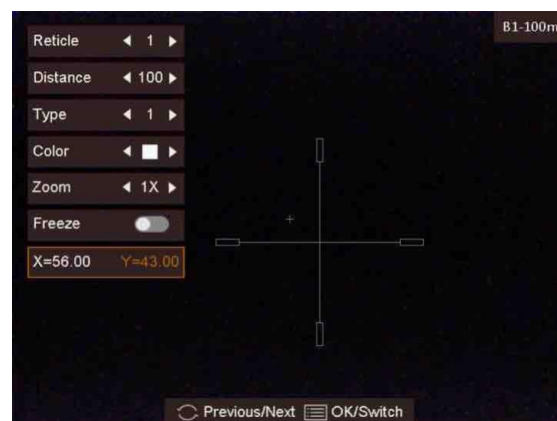 B1-100m
Reticle 1
Distance 100
Type 1
Color
Zoom 1X
Freeze
X=56.00 Y=43.00
Previous/Next OK/Switch